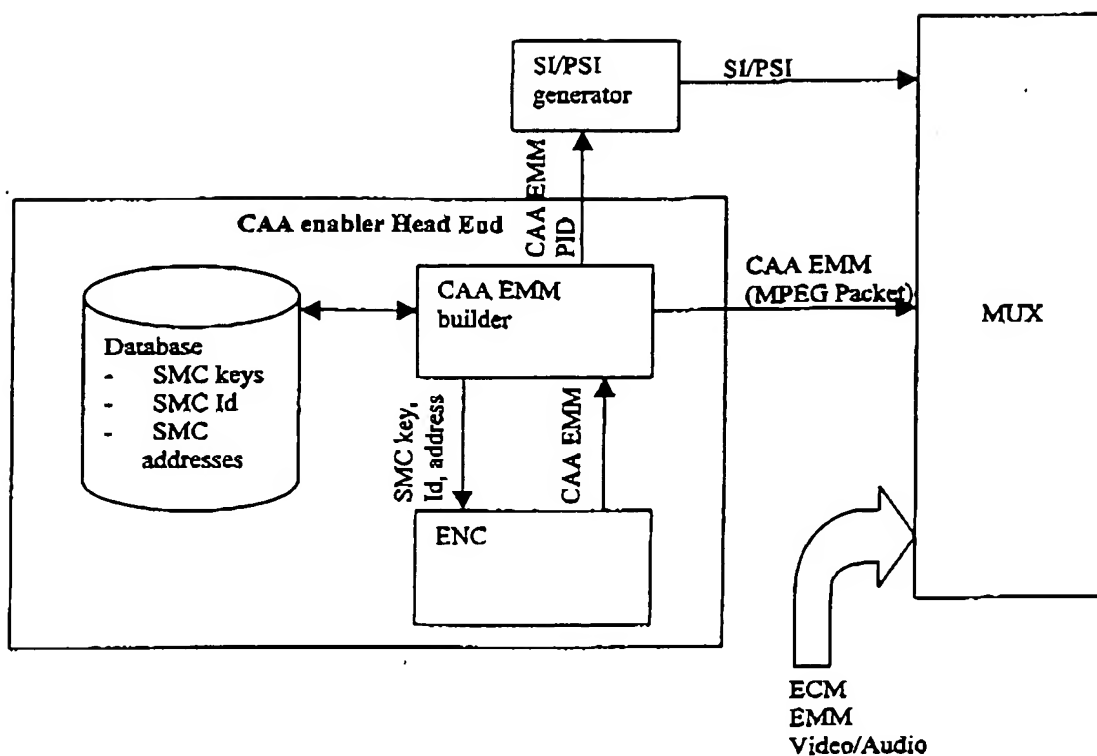 SI/PSI
generator
SI/PSI
CAA EMM
PID
CAA enabler Head End
CAA EMM
builder
CAA EMM
(MPEG Packet)
MUX
Database
- SMC keys
- SMC Id
- SMC
addresses
SMC key,
Id, address
CAA EMM
ENC
ECM
EMM
Video/Audio